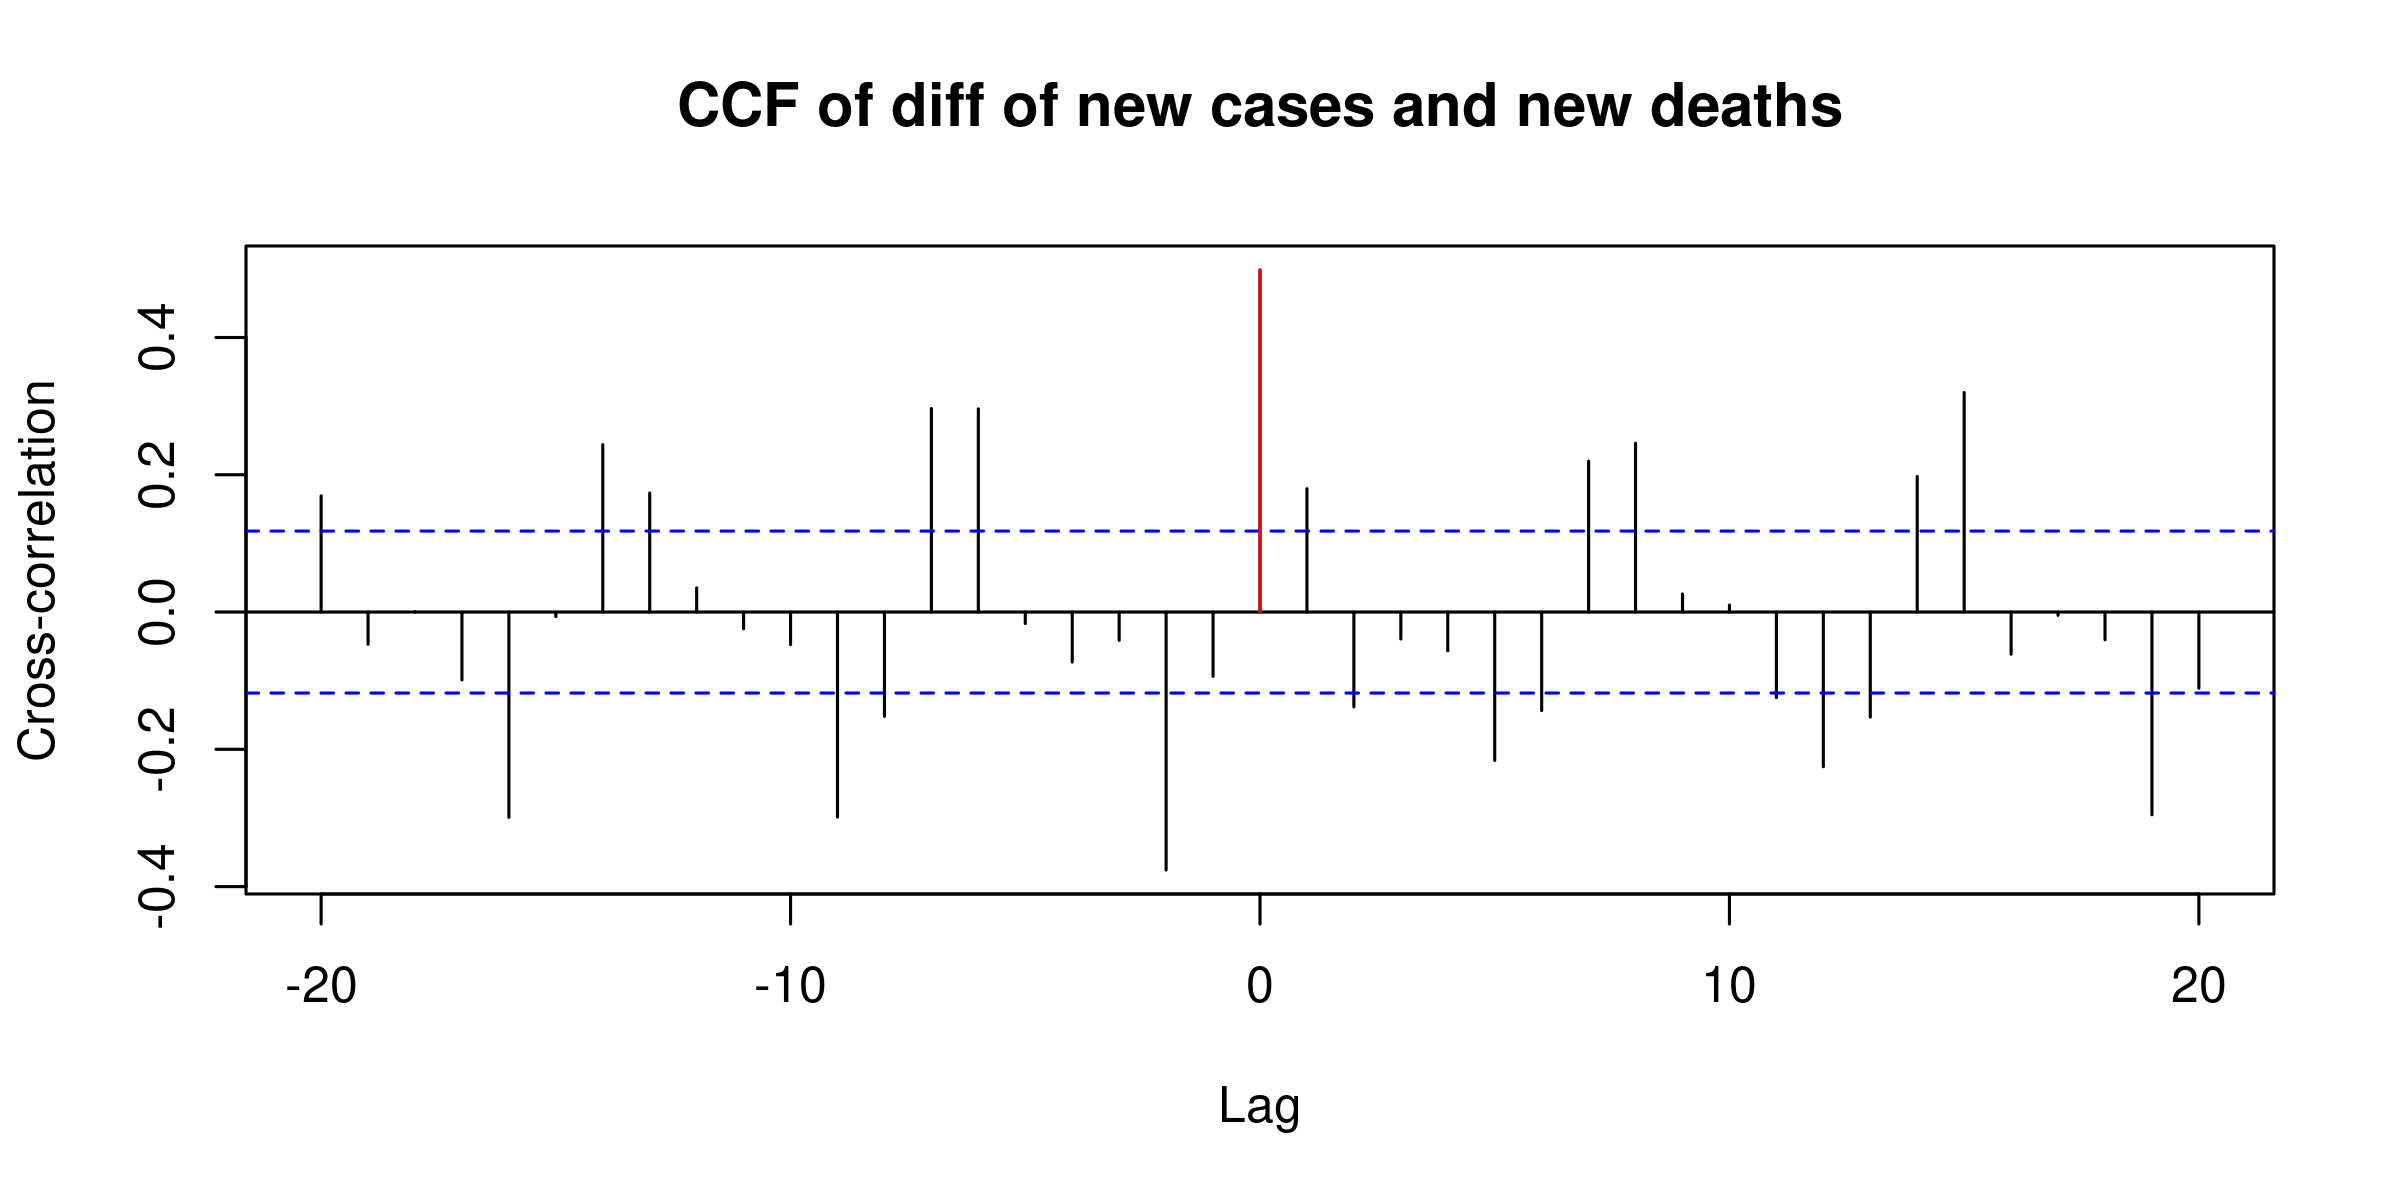 CCF of diff of new cases and new deaths
Cross-correlation
0.4
0.2
0.0
-0.2
-0.4
-20 -10 0 10 20
Lag